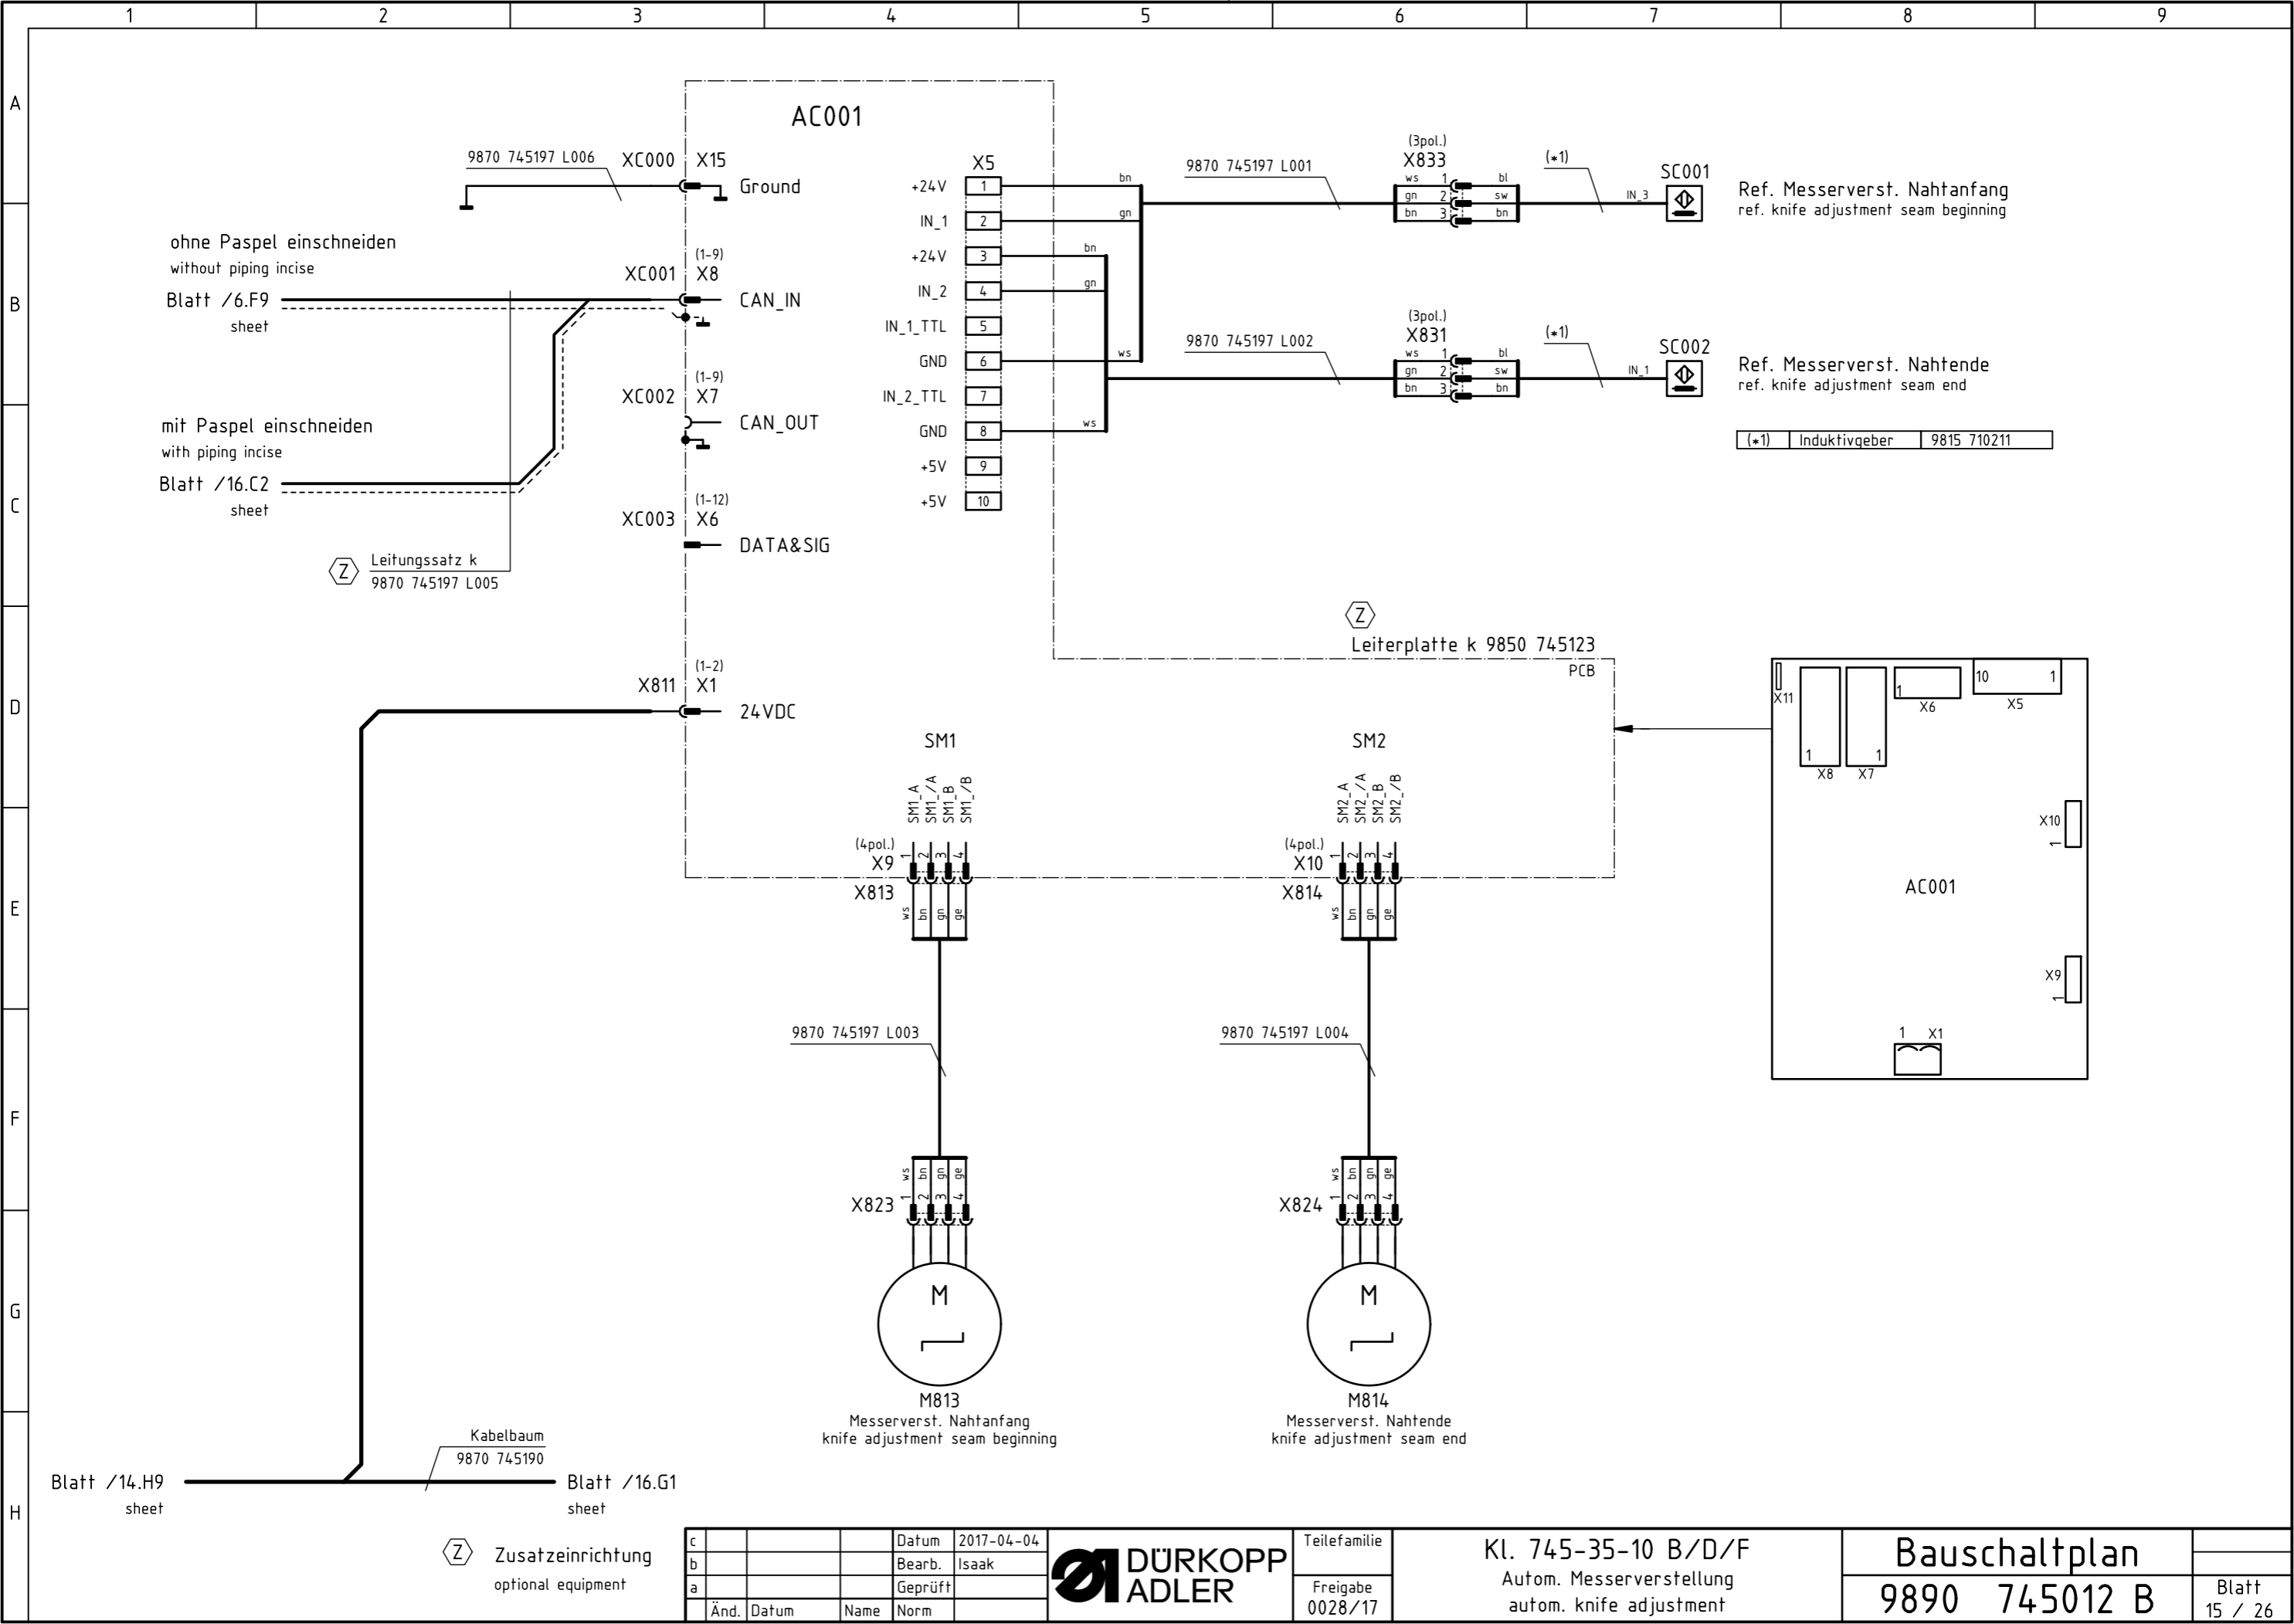 1 2 3 4 5 6 7 8 9
A
B
C
D
E
F
G
H
AC001
9870 745197 L006
XC000 X15
Ground
ohne Paspel einschneiden
without piping incise
Blatt /6.F9
sheet
(1-9)
XC001 X8
CAN_IN
(1-9)
XC002 X7
CAN_OUT
mit Paspel einschneiden
with piping incise
Blatt /16.C2
sheet
(1-12)
XC003 X6
DATA&SIG
Z
Leitungssatz k
9870 745197 L005
X5
+24V 1 bn
IN_1 2 gn
+24V 3 bn
IN_2 4 gn
IN_1_TTL 5
GND 6 ws
IN_2_TTL 7
GND 8 ws
+5V 9
+5V 10
9870 745197 L001
(3pol.)
X833
ws 1 bl
gn 2 sw
bn 3 bn
(*1)
IN_3
SC001
Ref. Messerverst. Nahtanfang
ref. knife adjustment seam beginning
9870 745197 L002
(3pol.)
X831
ws 1 bl
gn 2 sw
bn 3 bn
(*1)
IN_1
SC002
Ref. Messerverst. Nahtende
ref. knife adjustment seam end
(*1) Induktivgeber 9815 710211
Z
Leiterplatte k 9850 745123
PCB
(1-2)
X811 X1
24VDC
SM1
SM1_A
SM1_/A
SM1_B
SM1_/B
(4pol.)
X9 1 2 3 4
X813
ws bn gn ge
9870 745197 L003
ws bn gn ge
X823 1 2 3 4
M
M813
Messerverst. Nahtanfang
knife adjustment seam beginning
SM2
SM2_A
SM2_/A
SM2_B
SM2_/B
(4pol.)
X10 1 2 3 4
X814
ws bn gn ge
9870 745197 L004
ws bn gn ge
X824 1 2 3 4
M
M814
Messerverst. Nahtende
knife adjustment seam end
X11
1 X8
1 X7
1 X6
10 1 X5
X10 1
AC001
X9 1
1 X1
Kabelbaum
9870 745190
Blatt /14.H9
sheet
Blatt /16.G1
sheet
Z Zusatzeinrichtung
optional equipment
c Datum 2017-04-04
b Bearb. Isaak
a Geprüft
Änd. Datum Name Norm
DÜRKOPP
ADLER
Teilefamilie
Freigabe
0028/17
Kl. 745-35-10 B/D/F
Autom. Messerverstellung
autom. knife adjustment
Bauschaltplan
9890 745012 B
Blatt
15 / 26